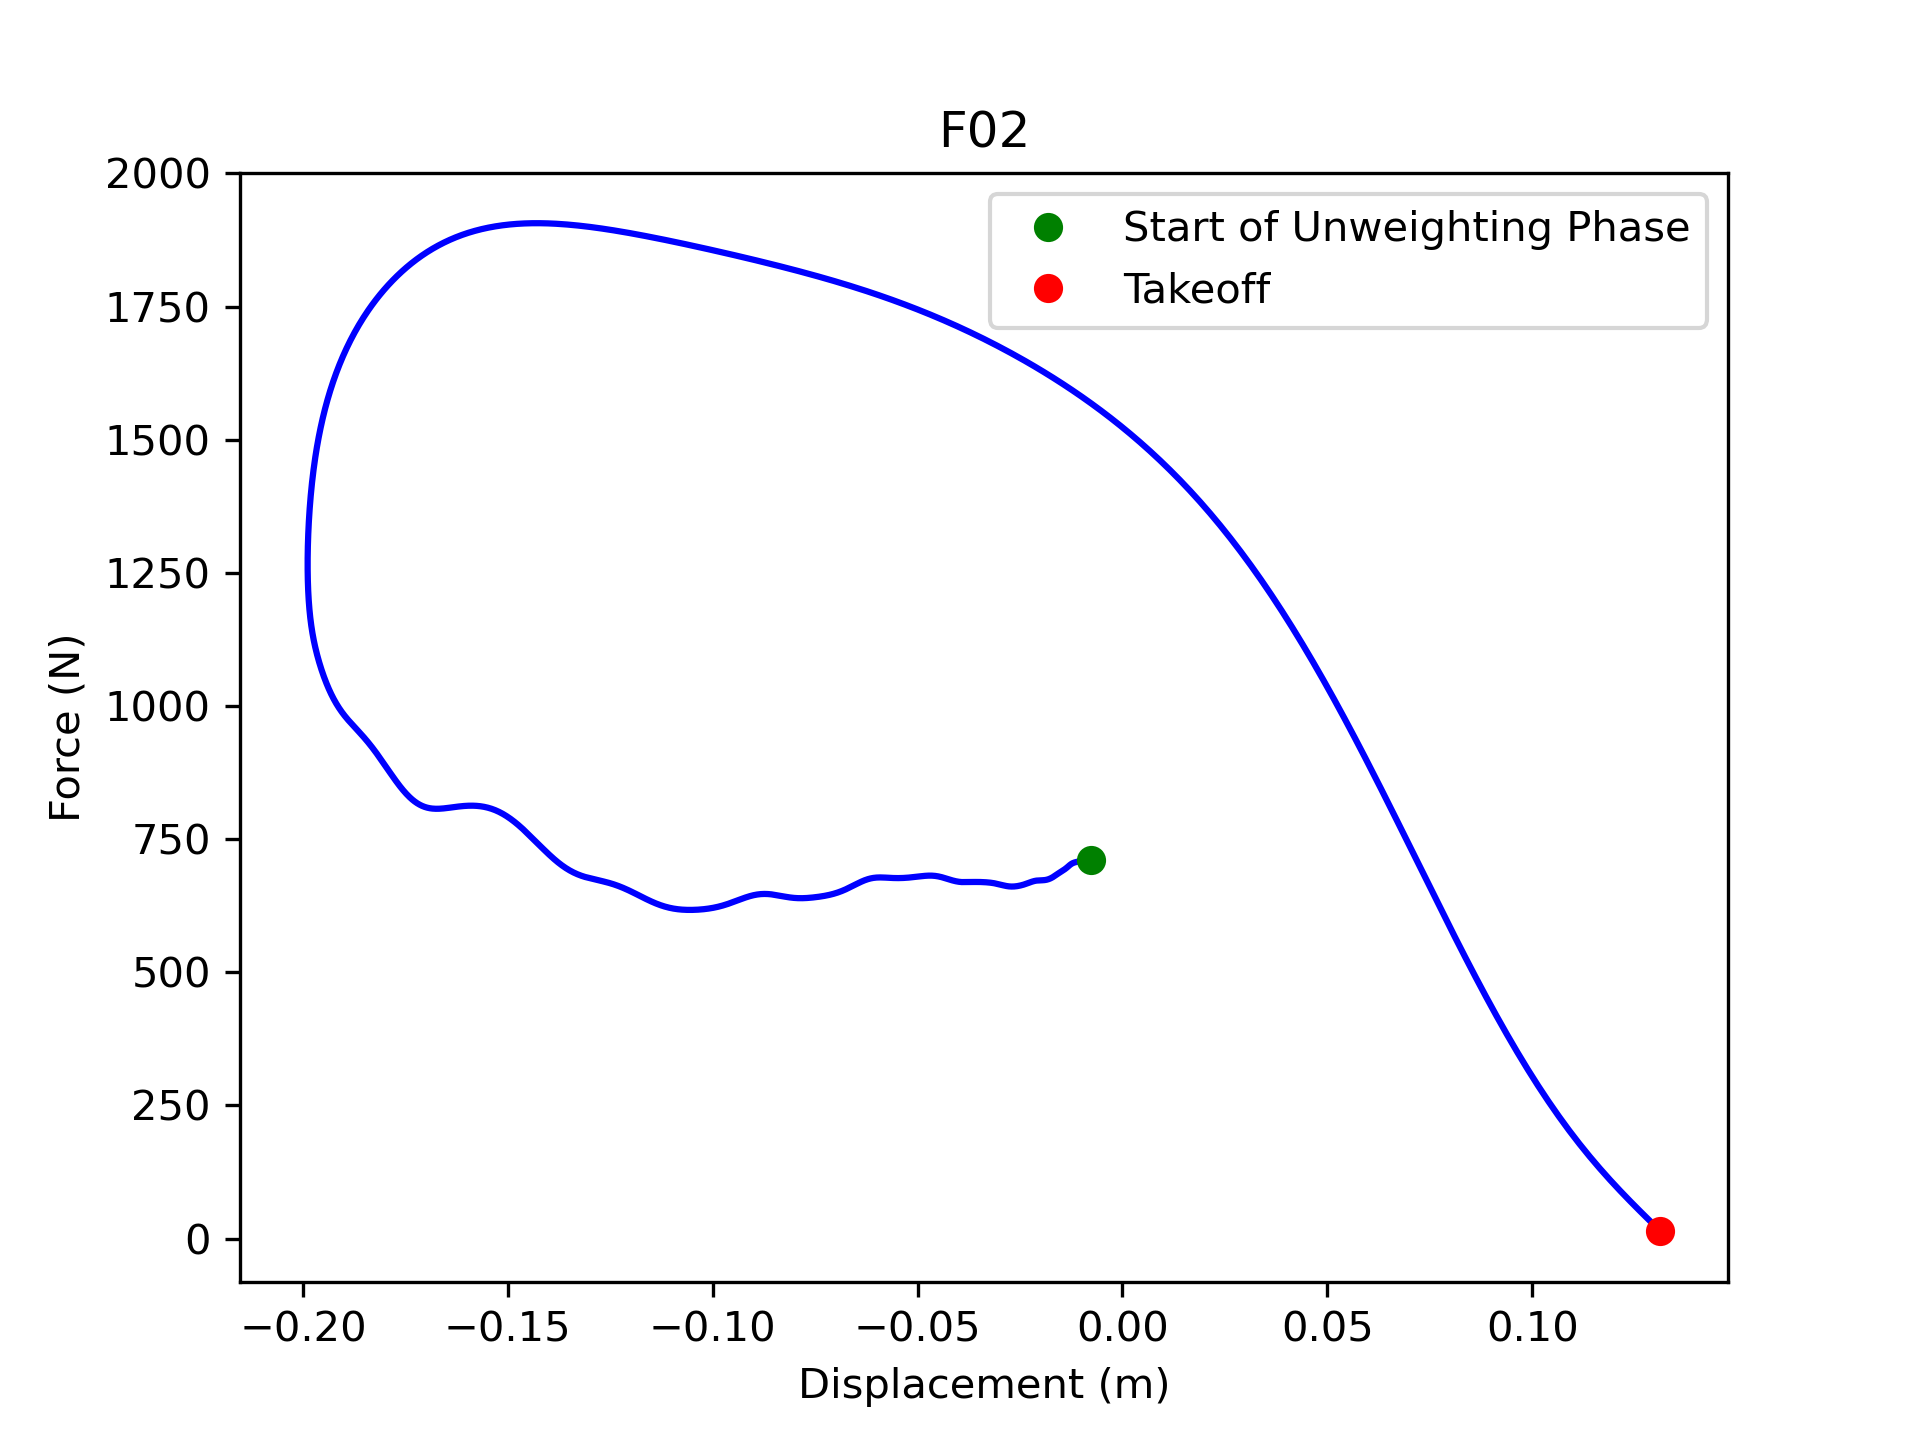 F02
2000
1750
1500
1250
1000
750
500
250
0
Force (N)
Start of Unweighting Phase
Takeoff
−0.20 −0.15 −0.10 −0.05 0.00 0.05 0.10
Displacement (m)